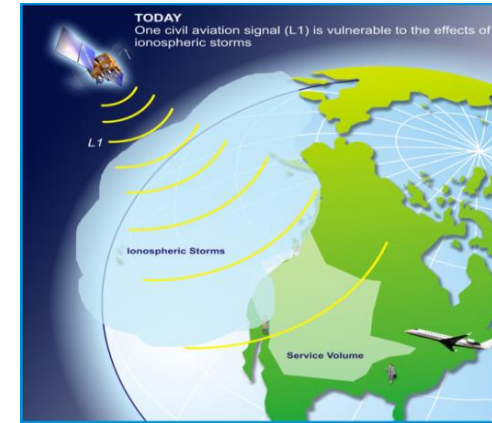 TODAY
One civil aviation signal (L1) is vulnerable to the effects of
ionospheric storms
L1
Ionospheric Storms
Service Volume